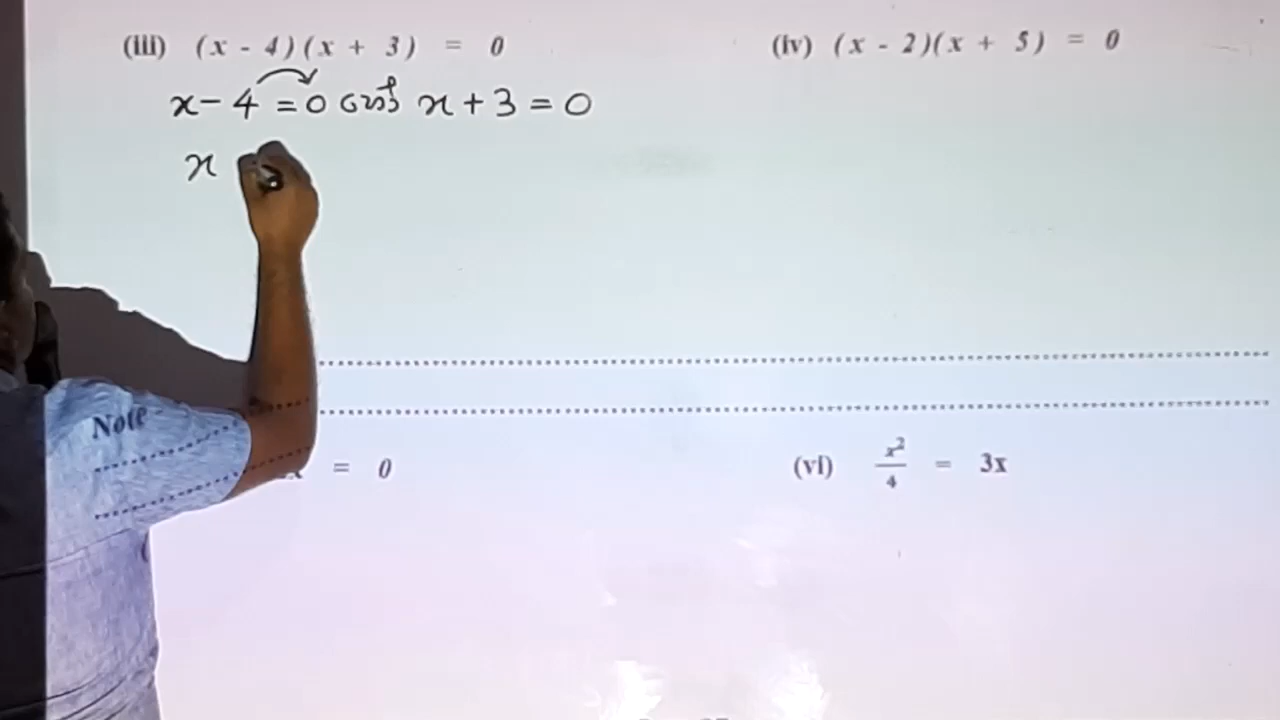 (iii) (x - 4)(x + 3) = 0
x - 4 = 0 හෝ x + 3 = 0
x
(iv) (x - 2)(x + 5) = 0
Note -
= 0
(vi) x²/4 = 3x